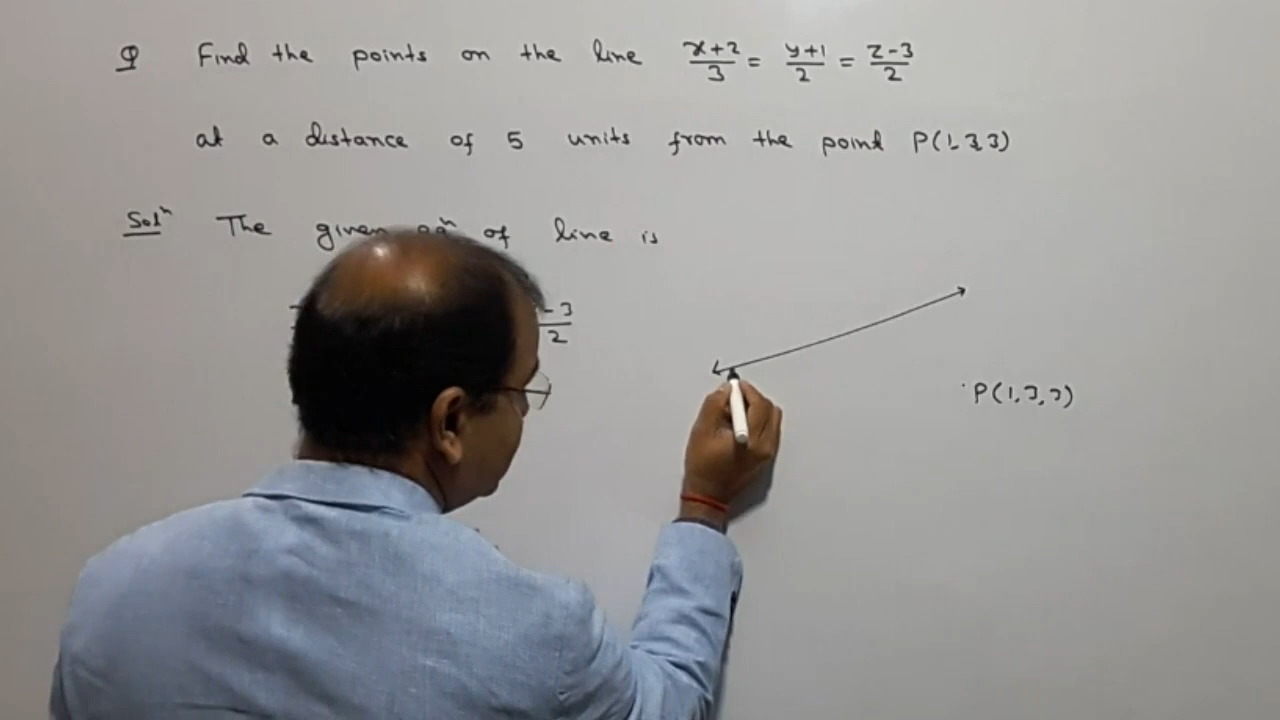 Q Find the points on the line x+2/3 = y+1/2 = z-3/2
at a distance of 5 units from the point P(1,3,3)
Solⁿ The given eqⁿ of line is
-3/2
P(1,3,3)